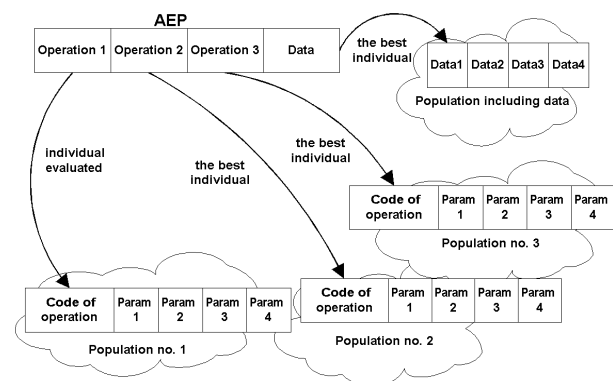 AEP
Operation 1 Operation 2 Operation 3 Data
the best
individual
Data1 Data2 Data3 Data4
Population including data
individual
evaluated
the best
individual
the best
individual
Code of
operation
Param
1
Param
2
Param
3
Param
4
Population no. 3
Code of
operation
Param
1
Param
2
Param
3
Param
4
Population no. 1
Code of
operation
Param
1
Param
2
Param
3
Param
4
Population no. 2